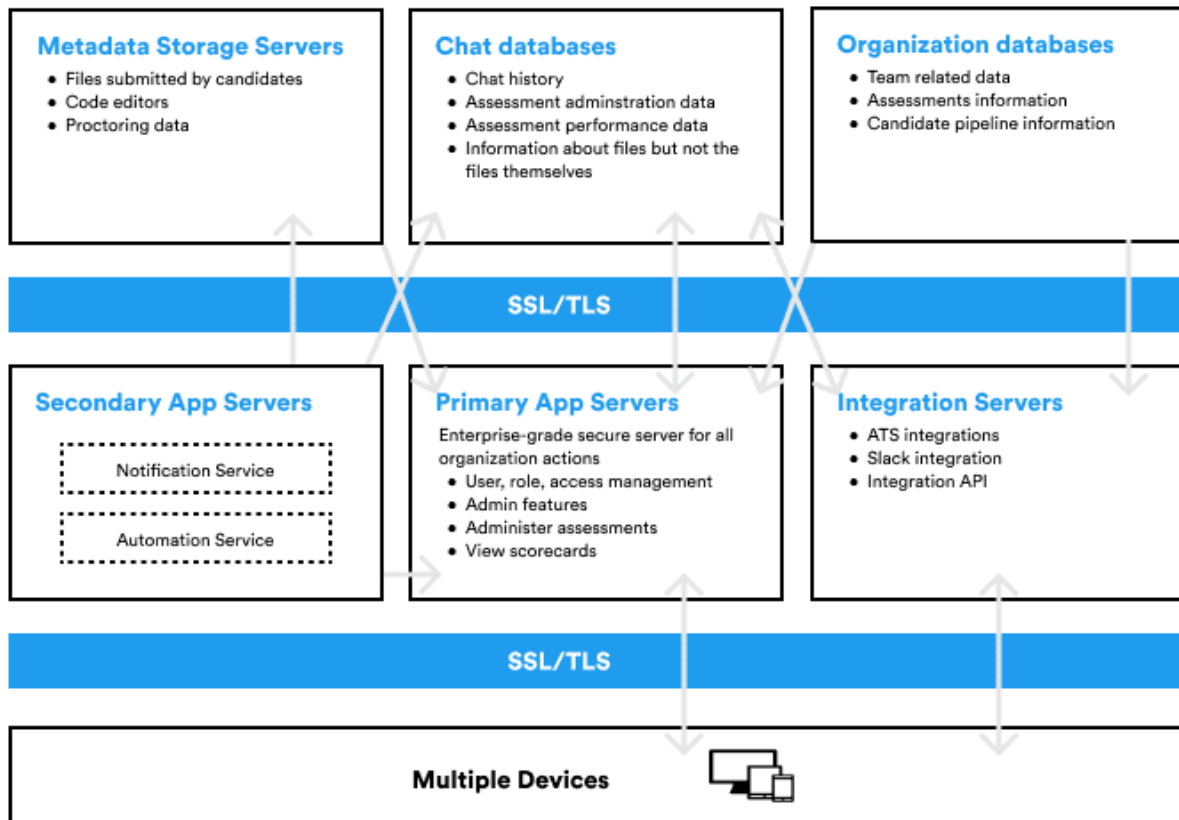 Metadata Storage Servers
• Files submitted by candidates
• Code editors
• Proctoring data
Chat databases
• Chat history
• Assessment adminstration data
• Assessment performance data
• Information about files but not the
files themselves
Organization databases
• Team related data
• Assessments information
• Candidate pipeline information
SSL/TLS
Secondary App Servers
Notification Service
Automation Service
Primary App Servers
Enterprise-grade secure server for all
organization actions
• User, role, access management
• Admin features
• Administer assessments
• View scorecards
Integration Servers
• ATS integrations
• Slack integration
• Integration API
SSL/TLS
Multiple Devices